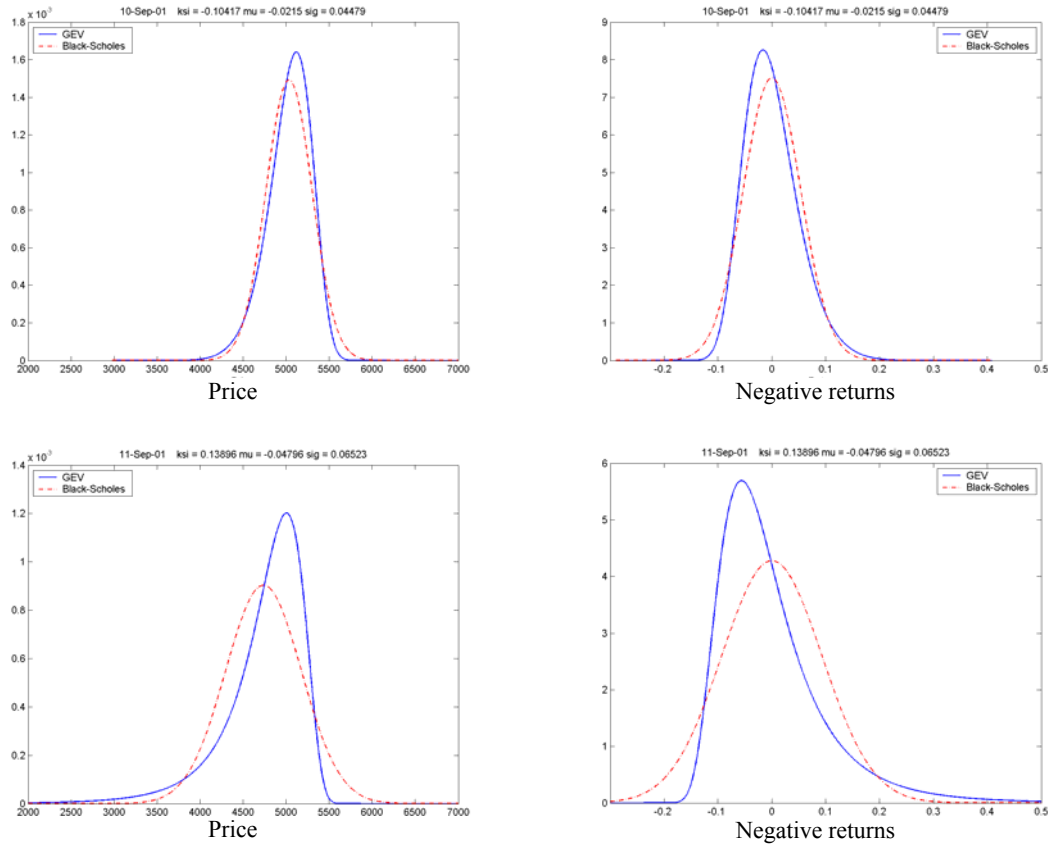 10-Sep-01 ksi = -0.10417 mu = -0.0215 sig = 0.04479
x 10⁻³
1.8
1.6
1.4
1.2
1
0.8
0.6
0.4
0.2
0
GEV
Black-Scholes
2000 2500 3000 3500 4000 4500 5000 5500 6000 6500 7000
Price
10-Sep-01 ksi = -0.10417 mu = -0.0215 sig = 0.04479
9
8
7
6
5
4
3
2
1
0
GEV
Black-Scholes
-0.2 -0.1 0 0.1 0.2 0.3 0.4 0.5
Negative returns
11-Sep-01 ksi = 0.13896 mu = -0.04796 sig = 0.06523
x 10⁻³
1.4
1.2
1
0.8
0.6
0.4
0.2
0
GEV
Black-Scholes
2000 2500 3000 3500 4000 4500 5000 5500 6000 6500 7000
Price
11-Sep-01 ksi = 0.13896 mu = -0.04796 sig = 0.06523
6
5
4
3
2
1
0
GEV
Black-Scholes
-0.2 -0.1 0 0.1 0.2 0.3 0.4 0.5
Negative returns